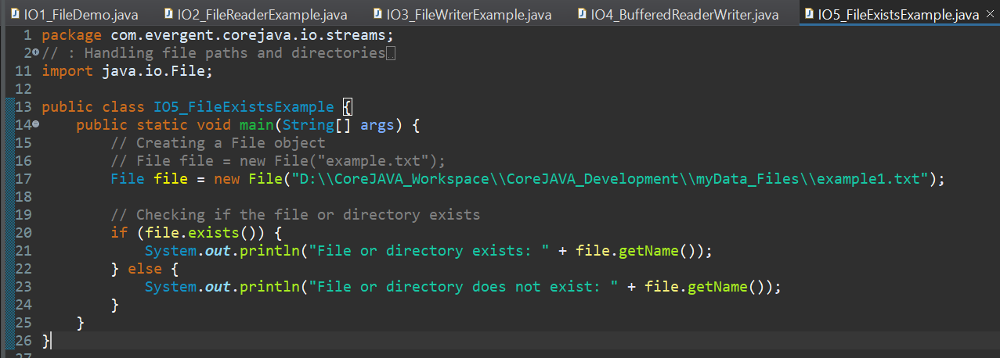 IO1_FileDemo.java IO2_FileReaderExample.java IO3_FileWriterExample.java IO4_BufferedReaderWriter.java IO5_FileExistsExample.java
1 package com.evergent.corejava.io.streams;
2 // : Handling file paths and directories
11 import java.io.File;
12
13 public class IO5_FileExistsExample {
14     public static void main(String[] args) {
15         // Creating a File object
16         // File file = new File("example.txt");
17         File file = new File("D:\\CoreJAVA_Workspace\\CoreJAVA_Development\\myData_Files\\example1.txt");
18
19         // Checking if the file or directory exists
20         if (file.exists()) {
21             System.out.println("File or directory exists: " + file.getName());
22         } else {
23             System.out.println("File or directory does not exist: " + file.getName());
24         }
25     }
26 }
27